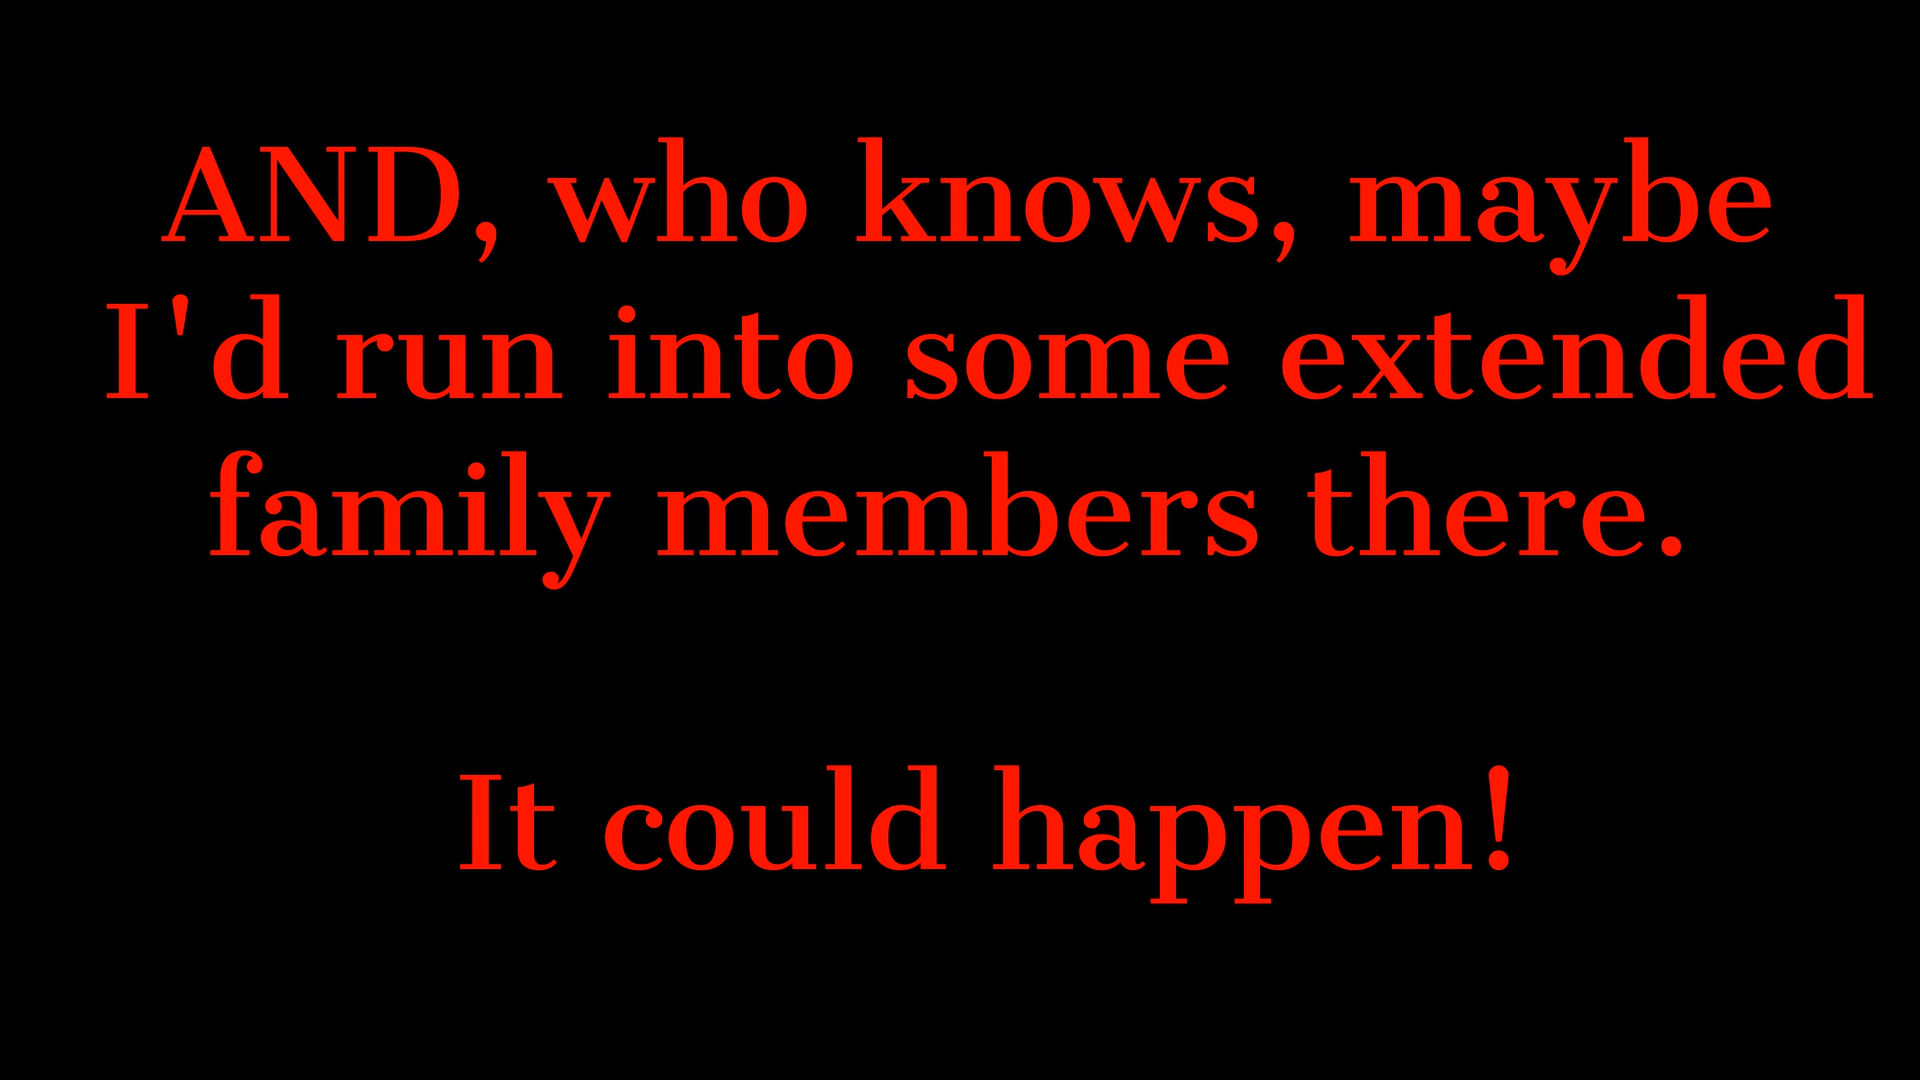 AND, who knows, maybe
I'd run into some extended
family members there.
It could happen!